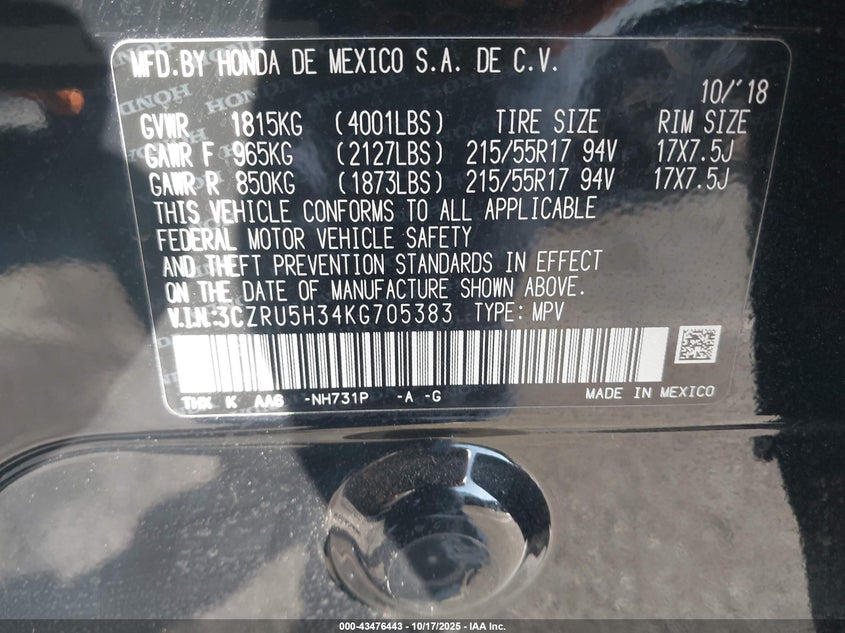 MFD.BY HONDA DE MEXICO S.A. DE C.V.
10/'18
GVWR 1815KG (4001LBS) TIRE SIZE RIM SIZE
GAWR F 965KG (2127LBS) 215/55R17 94V 17X7.5J
GAWR R 850KG (1873LBS) 215/55R17 94V 17X7.5J
THIS VEHICLE CONFORMS TO ALL APPLICABLE
FEDERAL MOTOR VEHICLE SAFETY
AND THEFT PREVENTION STANDARDS IN EFFECT
ON THE DATE OF MANUFACTURE SHOWN ABOVE.
V.I.N:3CZRU5H34KG705383 TYPE: MPV
K -NH731P -A -G MADE IN MEXICO
000-43476443 - 10/17/2025 - IAA Inc.